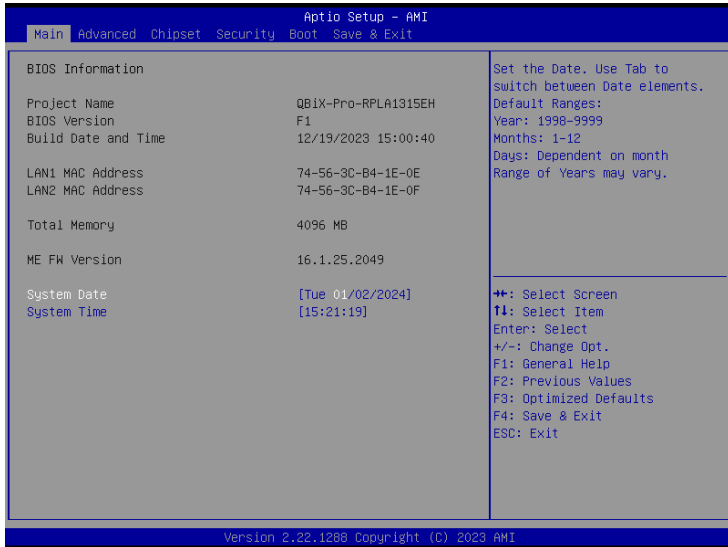 Aptio Setup - AMI
Main Advanced Chipset Security Boot Save & Exit
BIOS Information
Project Name QBiX-Pro-RPLA1315EH
BIOS Version F1
Build Date and Time 12/19/2023 15:00:40
LAN1 MAC Address 74-56-3C-B4-1E-0E
LAN2 MAC Address 74-56-3C-B4-1E-0F
Total Memory 4096 MB
ME FW Version 16.1.25.2049
System Date [Tue 01/02/2024]
System Time [15:21:19]
Set the Date. Use Tab to
switch between Date elements.
Default Ranges:
Year: 1998-9999
Months: 1-12
Days: Dependent on month
Range of Years may vary.
→←: Select Screen
↑↓: Select Item
Enter: Select
+/-: Change Opt.
F1: General Help
F2: Previous Values
F3: Optimized Defaults
F4: Save & Exit
ESC: Exit
Version 2.22.1288 Copyright (C) 2023 AMI